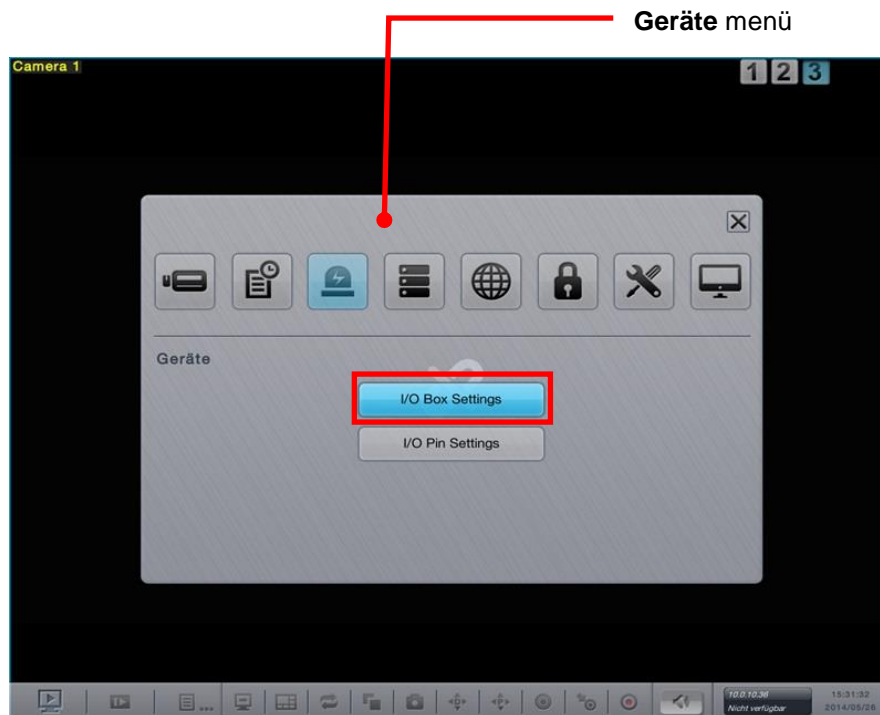 Geräte menü
Camera 1
1 2 3
Geräte
I/O Box Settings
I/O Pin Settings
10.0.10.36
Nicht verfügbar
15:31:32
2014/05/26